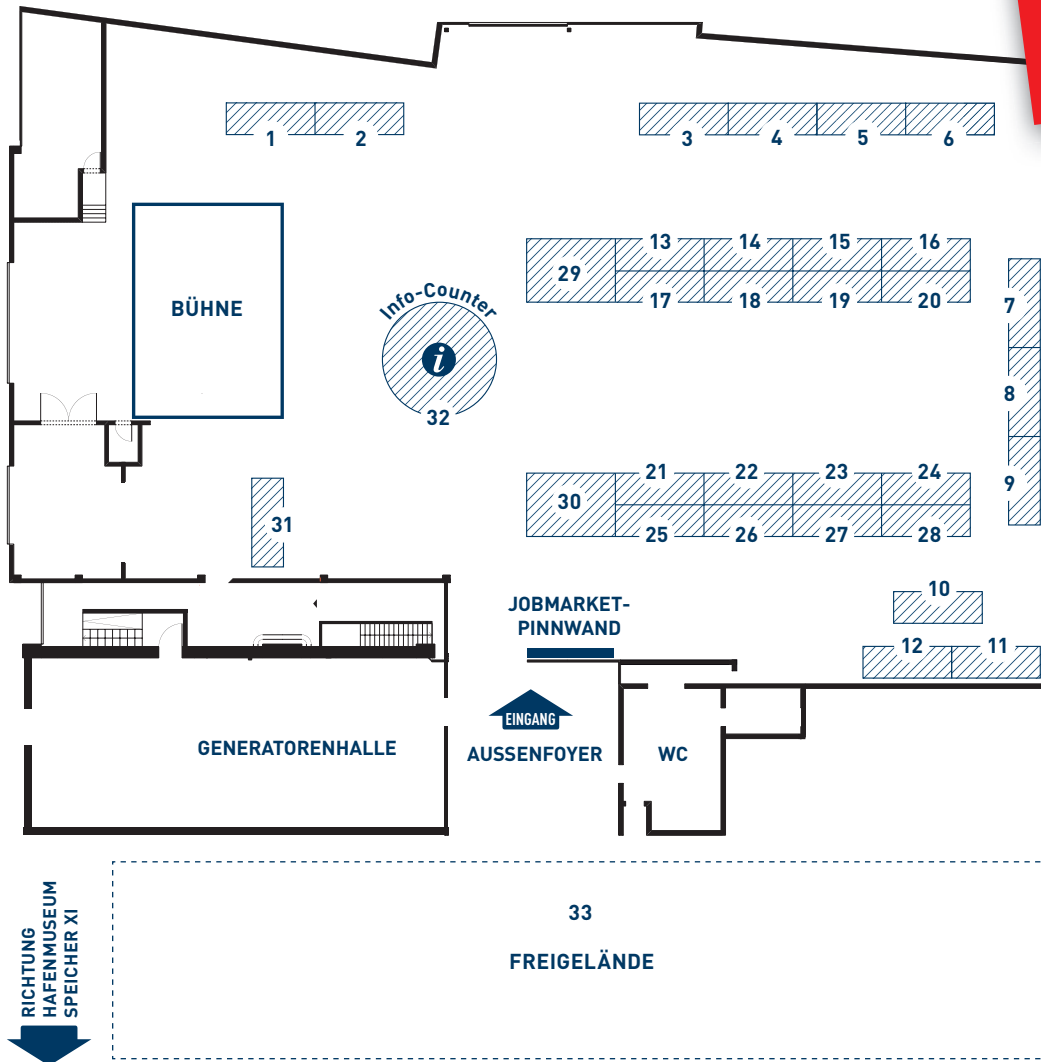 1 2
3 4 5 6
13 14 15 16
29
17 18 19 20
7
8
9
BÜHNE
Info-Counter
i
32
21 22 23 24
30
25 26 27 28
31
10
12 11
JOBMARKET-
PINNWAND
EINGANG
GENERATORENHALLE
AUSSENFOYER
WC
33
FREIGELÄNDE
RICHTUNG
HAFENMUSEUM
SPEICHER XI